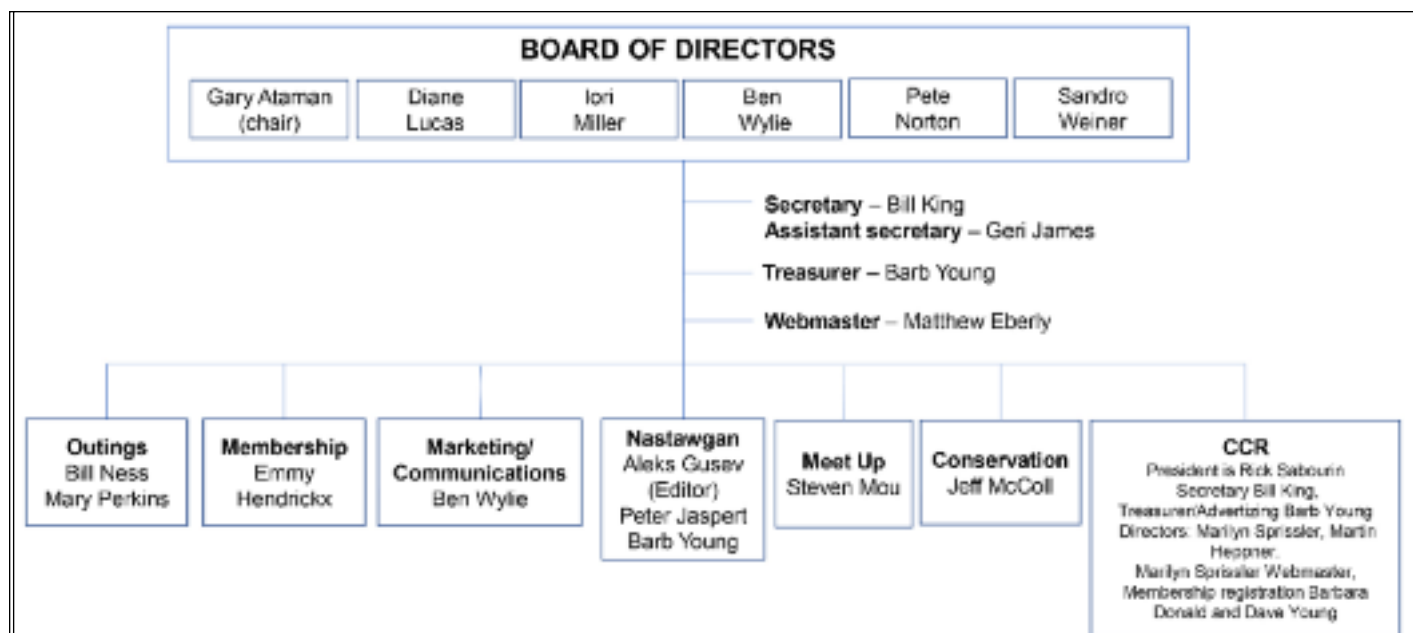 BOARD OF DIRECTORS
Gary Ataman
(chair)
Diane
Lucas
Iori
Miller
Ben
Wylie
Pete
Norton
Sandro
Weiner
Secretary – Bill King
Assistant secretary – Geri James
Treasurer – Barb Young
Webmaster – Matthew Eberly
Outings
Bill Ness
Mary Perkins
Membership
Emmy
Hendrickx
Marketing/
Communications
Ben Wylie
Nastawgan
Aleks Gusev
(Editor)
Peter Jaspert
Barb Young
Meet Up
Steven Mou
Conservation
Jeff McColl
CCR
President is Rick Sabourin
Secretary Bill King,
Treasurer/Advertizing Barb Young
Directors: Marilyn Sprissler, Martin
Heppner.
Marilyn Sprissler Webmaster,
Membership registration Barbara
Donald and Dave Young